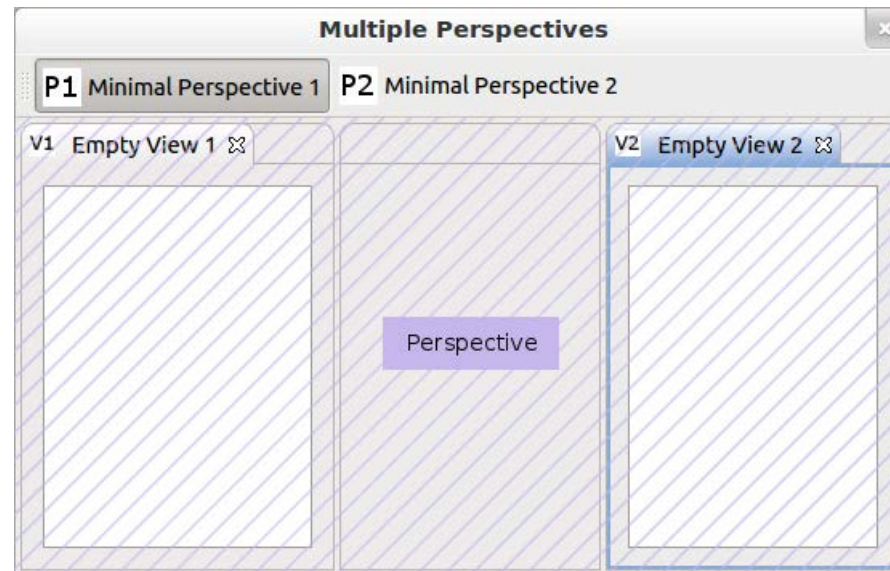 Multiple Perspectives
P1 Minimal Perspective 1 P2 Minimal Perspective 2
V1 Empty View 1 V2 Empty View 2
Perspective